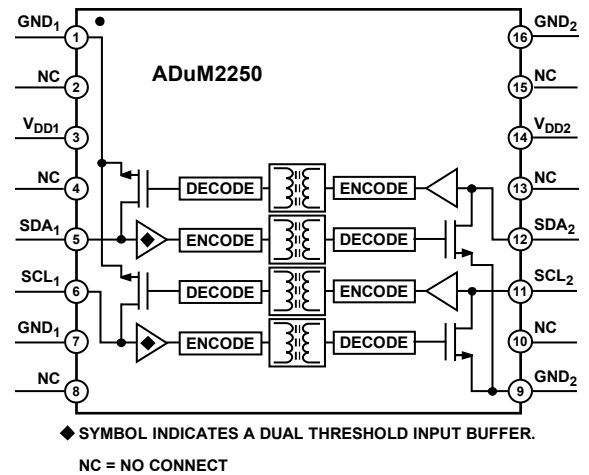 GND1 1
NC 2
VDD1 3
NC 4
SDA1 5
SCL1 6
GND1 7
NC 8
ADuM2250
DECODE ENCODE
ENCODE DECODE
DECODE ENCODE
ENCODE DECODE
16 GND2
15 NC
14 VDD2
13 NC
12 SDA2
11 SCL2
10 NC
9 GND2
SYMBOL INDICATES A DUAL THRESHOLD INPUT BUFFER.
NC = NO CONNECT